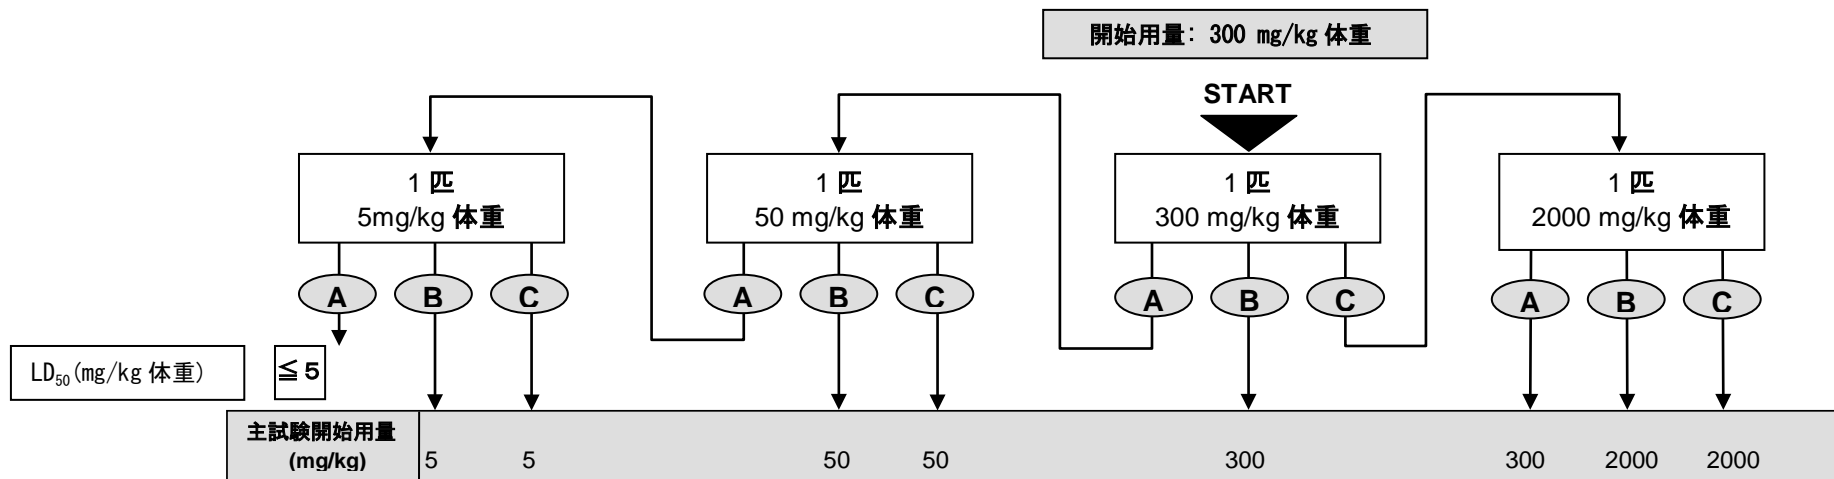 開始用量: 300 mg/kg 体重
START
1 匹
5mg/kg 体重
1 匹
50 mg/kg 体重
1 匹
300 mg/kg 体重
1 匹
2000 mg/kg 体重
A B C A B C A B C A B C
LD₅₀(mg/kg 体重)
≦5
主試験開始用量
(mg/kg) 5 5 50 50 300 300 2000 2000